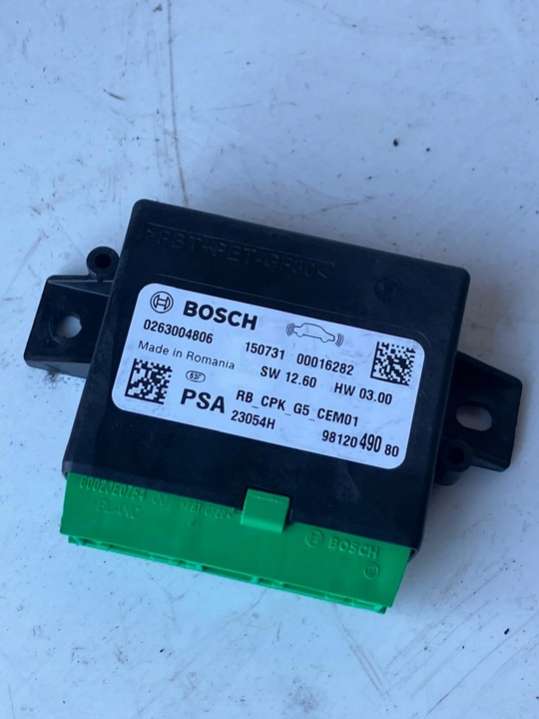 BOSCH
0263004806
150731 00016282
Made in Romania
SW 12.60 HW 03.00
PSA
RB_CPK_G5_CEM01
23054H
98120 490 80
BLANC
BOSCH